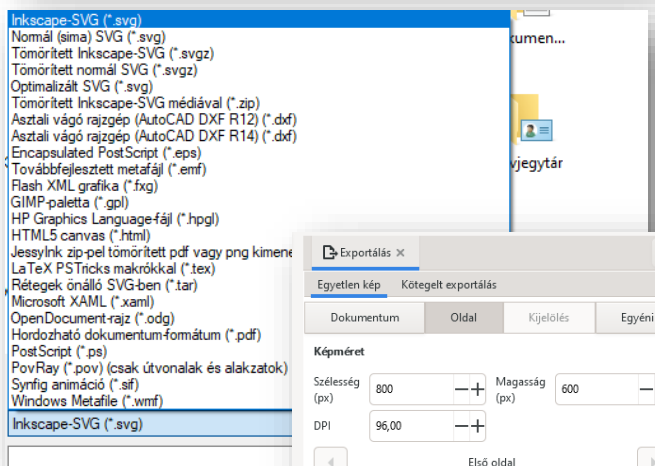 Inkscape-SVG (*.svg)
Normál (sima) SVG (*.svg)
Tömörített Inkscape-SVG (*.svgz)
Tömörített normál SVG (*.svgz)
Optimalizált SVG (*.svg)
Tömörített Inkscape-SVG médiával (*.zip)
Asztali vágó rajzgép (AutoCAD DXF R12) (*.dxf)
Asztali vágó rajzgép (AutoCAD DXF R14) (*.dxf)
Encapsulated PostScript (*.eps)
Továbbfejlesztett metafájl (*.emf)
Flash XML grafika (*.fxg)
GIMP-paletta (*.gpl)
HP Graphics Language-fájl (*.hpgl)
HTML5 canvas (*.html)
JessyInk zip-pel tömörített pdf vagy png kimene
LaTeX PSTricks makrókkal (*.tex)
Rétegek önálló SVG-ben (*.tar)
Microsoft XAML (*.xaml)
OpenDocument-rajz (*.odg)
Hordozható dokumentum-formátum (*.pdf)
PostScript (*.ps)
PovRay (*.pov) (csak útvonalak és alakzatok)
Synfig animáció (*.sif)
Windows Metafile (*.wmf)
Inkscape-SVG (*.svg)
kumen...
vjegytár
Exportálás ×
Egyetlen kép Kötegelt exportálás
Dokumentum Oldal Kijelölés Egyéni
Képméret
Szélesség (px) 800 Magasság (px) 600
DPI 96,00
Első oldal